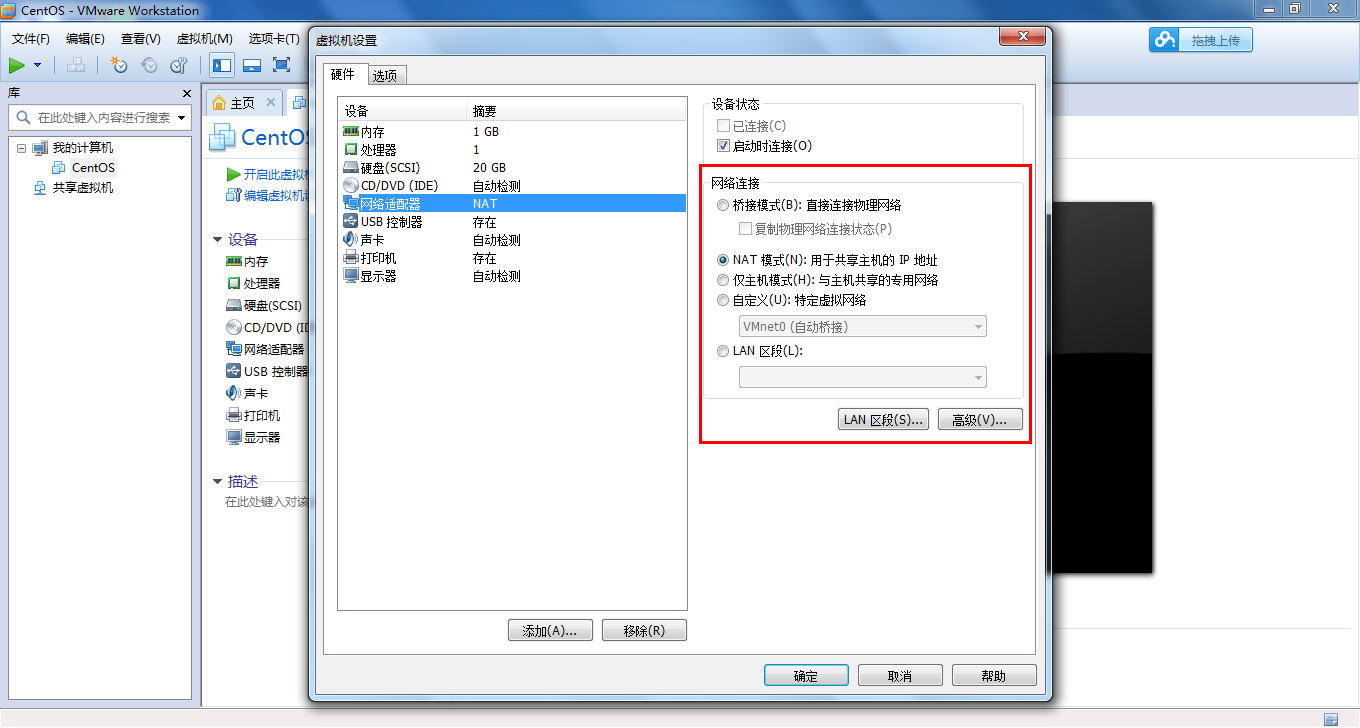 CentOS - VMware Workstation
文件(F) 编辑(E) 查看(V) 虚拟机(M) 选项卡(T)
拖拽上传
库
在此处键入内容进行搜索
我的计算机
CentOS
共享虚拟机
主页
CentOS
开启此虚拟机
编辑虚拟机
设备
内存
处理器
硬盘(SCSI)
CD/DVD (ID
网络适配器
USB 控制器
声卡
打印机
显示器
描述
在此处键入对该
虚拟机设置
硬件 选项
设备 摘要
内存 1 GB
处理器 1
硬盘(SCSI) 20 GB
CD/DVD (IDE) 自动检测
网络适配器 NAT
USB 控制器 存在
声卡 自动检测
打印机 存在
显示器 自动检测
添加(A)... 移除(R)
设备状态
已连接(C)
启动时连接(O)
网络连接
桥接模式(B): 直接连接物理网络
复制物理网络连接状态(P)
NAT 模式(N): 用于共享主机的 IP 地址
仅主机模式(H): 与主机共享的专用网络
自定义(U): 特定虚拟网络
VMnet0 (自动桥接)
LAN 区段(L):
LAN 区段(S)... 高级(V)...
确定 取消 帮助